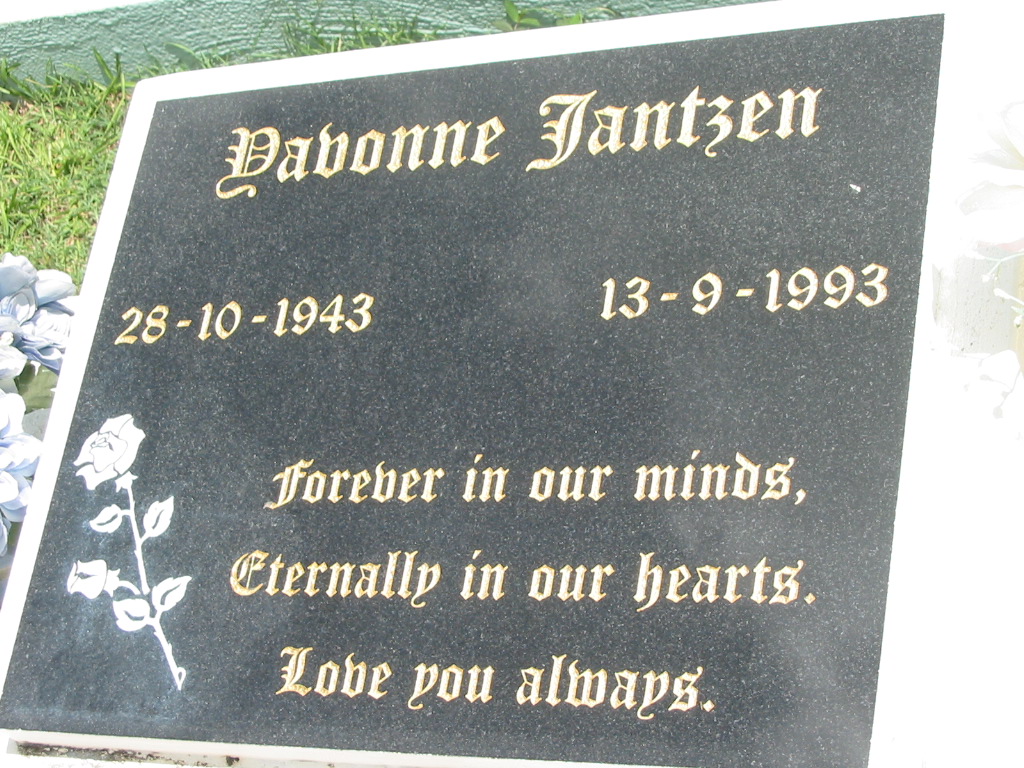 Yavonne Jantzen
28-10-1943 13-9-1993
Forever in our minds,
Eternally in our hearts.
Love you always.